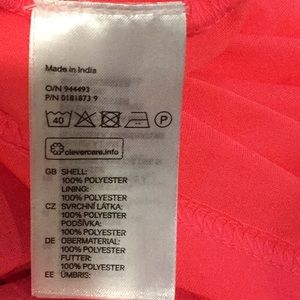 Made in India
O/N 944493
P/N 0181873 9
40
P
clevercare.info
GB SHELL:
100% POLYESTER
LINING:
100% POLYESTER
CZ SVRCHNÍ LÁTKA:
100% POLYESTER
PODŠÍVKA:
100% POLYESTER
DE OBERMATERIAL:
100% POLYESTER
FUTTER:
100% POLYESTER
EE ÜMBRIS: